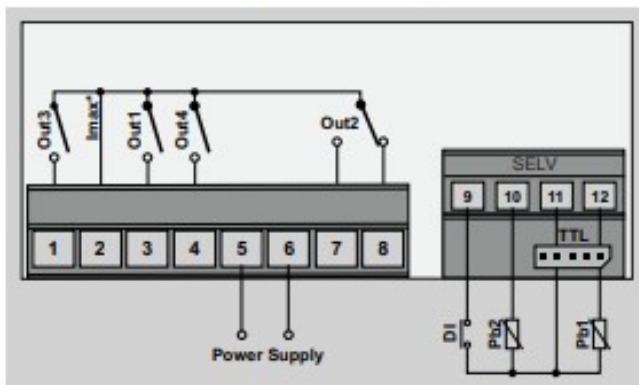 Out3
Imax*
Out1
Out4
Out2
SELV
1 2 3 4 5 6 7 8
9 10 11 12
TTL
DI
Pb2
Pb1
Power Supply